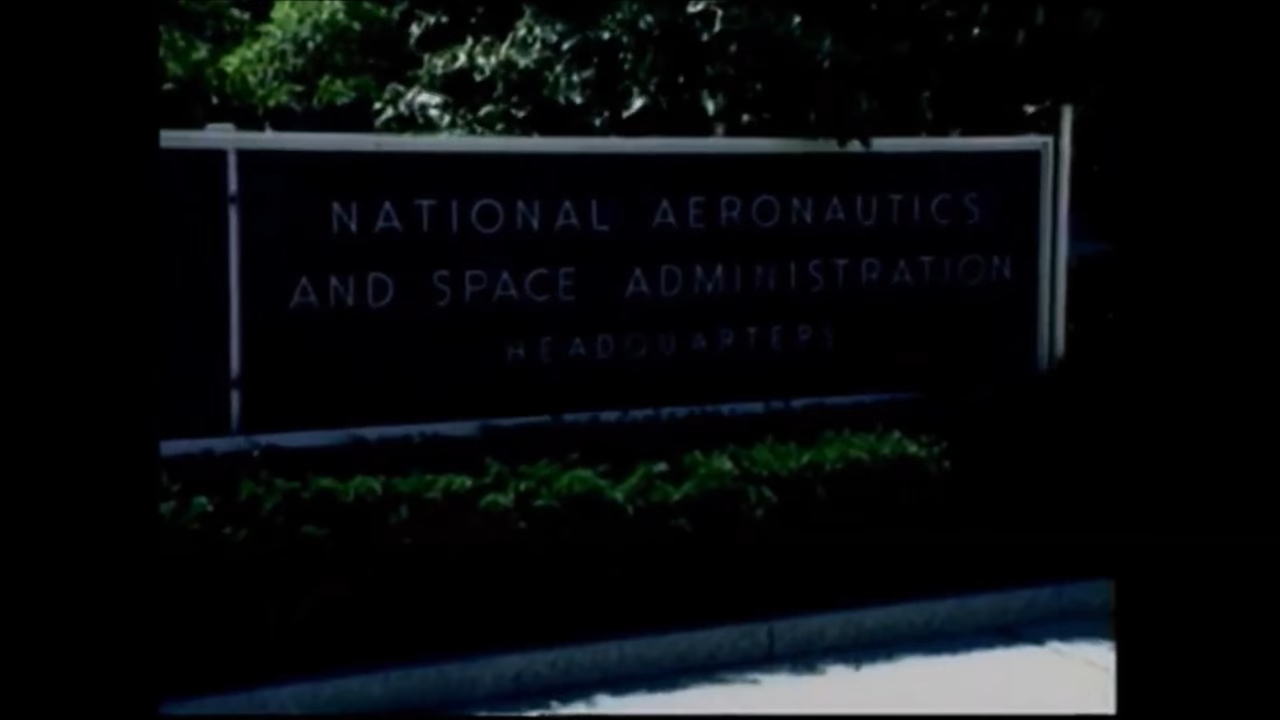 NATIONAL AERONAUTICS
AND SPACE ADMINISTRATION
HEADQUARTERS